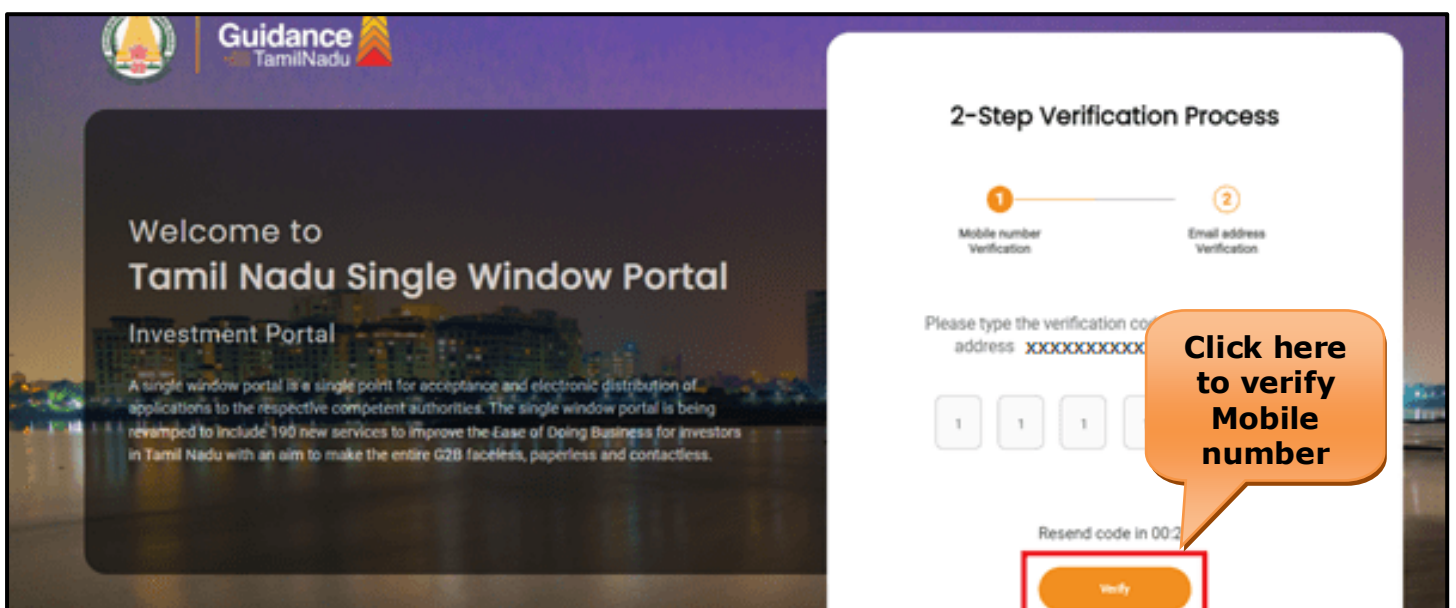 Guidance
TamilNadu
Welcome to
Tamil Nadu Single Window Portal
Investment Portal
A single window portal is a single point for acceptance and electronic distribution of
applications to the respective competent authorities. The single window portal is being
revamped to include 190 new services to improve the Ease of Doing Business for investors
in Tamil Nadu with an aim to make the entire G2B faceless, paperless and contactless.
2-Step Verification Process
1
2
Mobile number
Verification
Email address
Verification
Please type the verification
address xxxxxxxxxx
1 1 1
Click here
to verify
Mobile
number
Resend code in 00:2
Verify